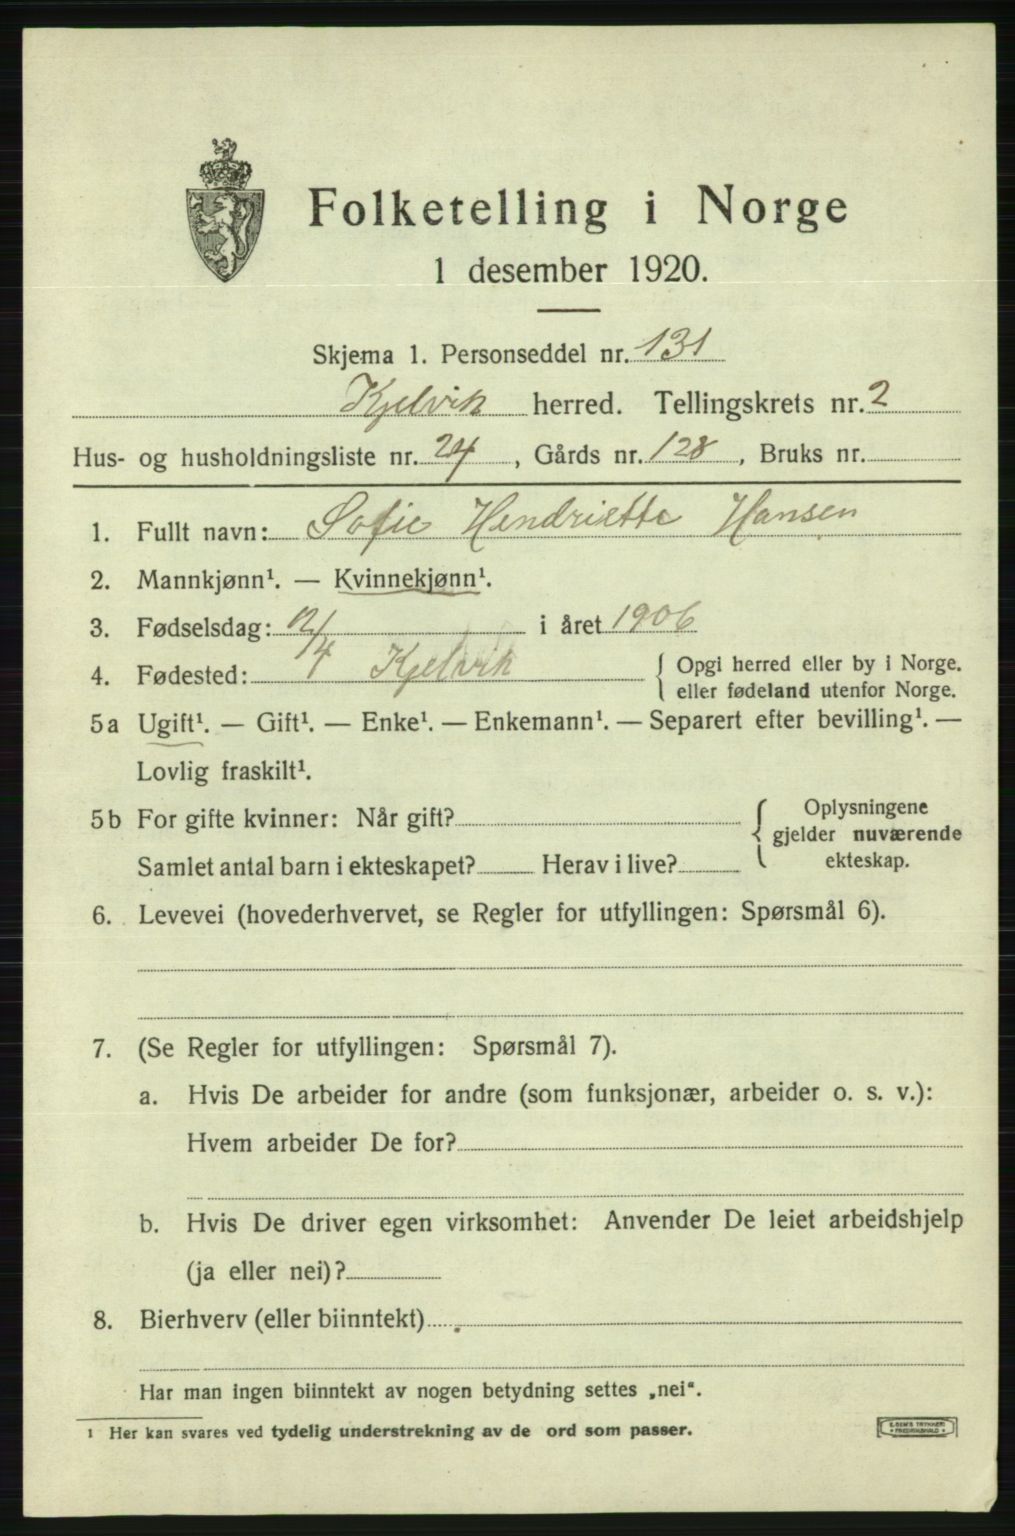 Folketelling i Norge
1 desember 1920.
Skjema 1. Personseddel nr. 131
Kjelvik herred. Tellingskrets nr. 2
Hus- og husholdningsliste nr. 24, Gårds nr. 128, Bruks nr.
1. Fullt navn: Sofie Hendriette Hansen
2. Mannkjønn¹. — Kvinnekjønn¹.
3. Fødselsdag: 12/4 i året 1906
4. Fødested: Kjelvik { Opgi herred eller by i Norge.
eller fødeland utenfor Norge.
5a Ugift¹. — Gift¹. — Enke¹. — Enkemann¹. — Separert efter bevilling¹. —
Lovlig fraskilt¹.
5b For gifte kvinner: Når gift? { Oplysningene
gjelder nuværende
Samlet antal barn i ekteskapet? Herav i live? ekteskap.
6. Levevei (hovederhvervet, se Regler for utfyllingen: Spørsmål 6).
7. (Se Regler for utfyllingen: Spørsmål 7).
a. Hvis De arbeider for andre (som funksjonær, arbeider o. s. v.):
Hvem arbeider De for?
b. Hvis De driver egen virksomhet: Anvender De leiet arbeidshjelp
(ja eller nei)?
8. Bierhverv (eller biinntekt)
Har man ingen biinntekt av nogen betydning settes „nei“.
¹ Her kan svares ved tydelig understrekning av de ord som passer.